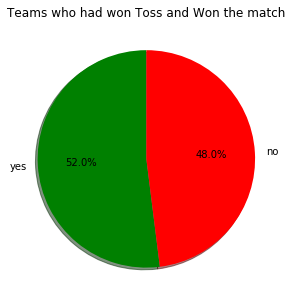 Teams who had won Toss and Won the match
yes
52.0%
48.0%
no